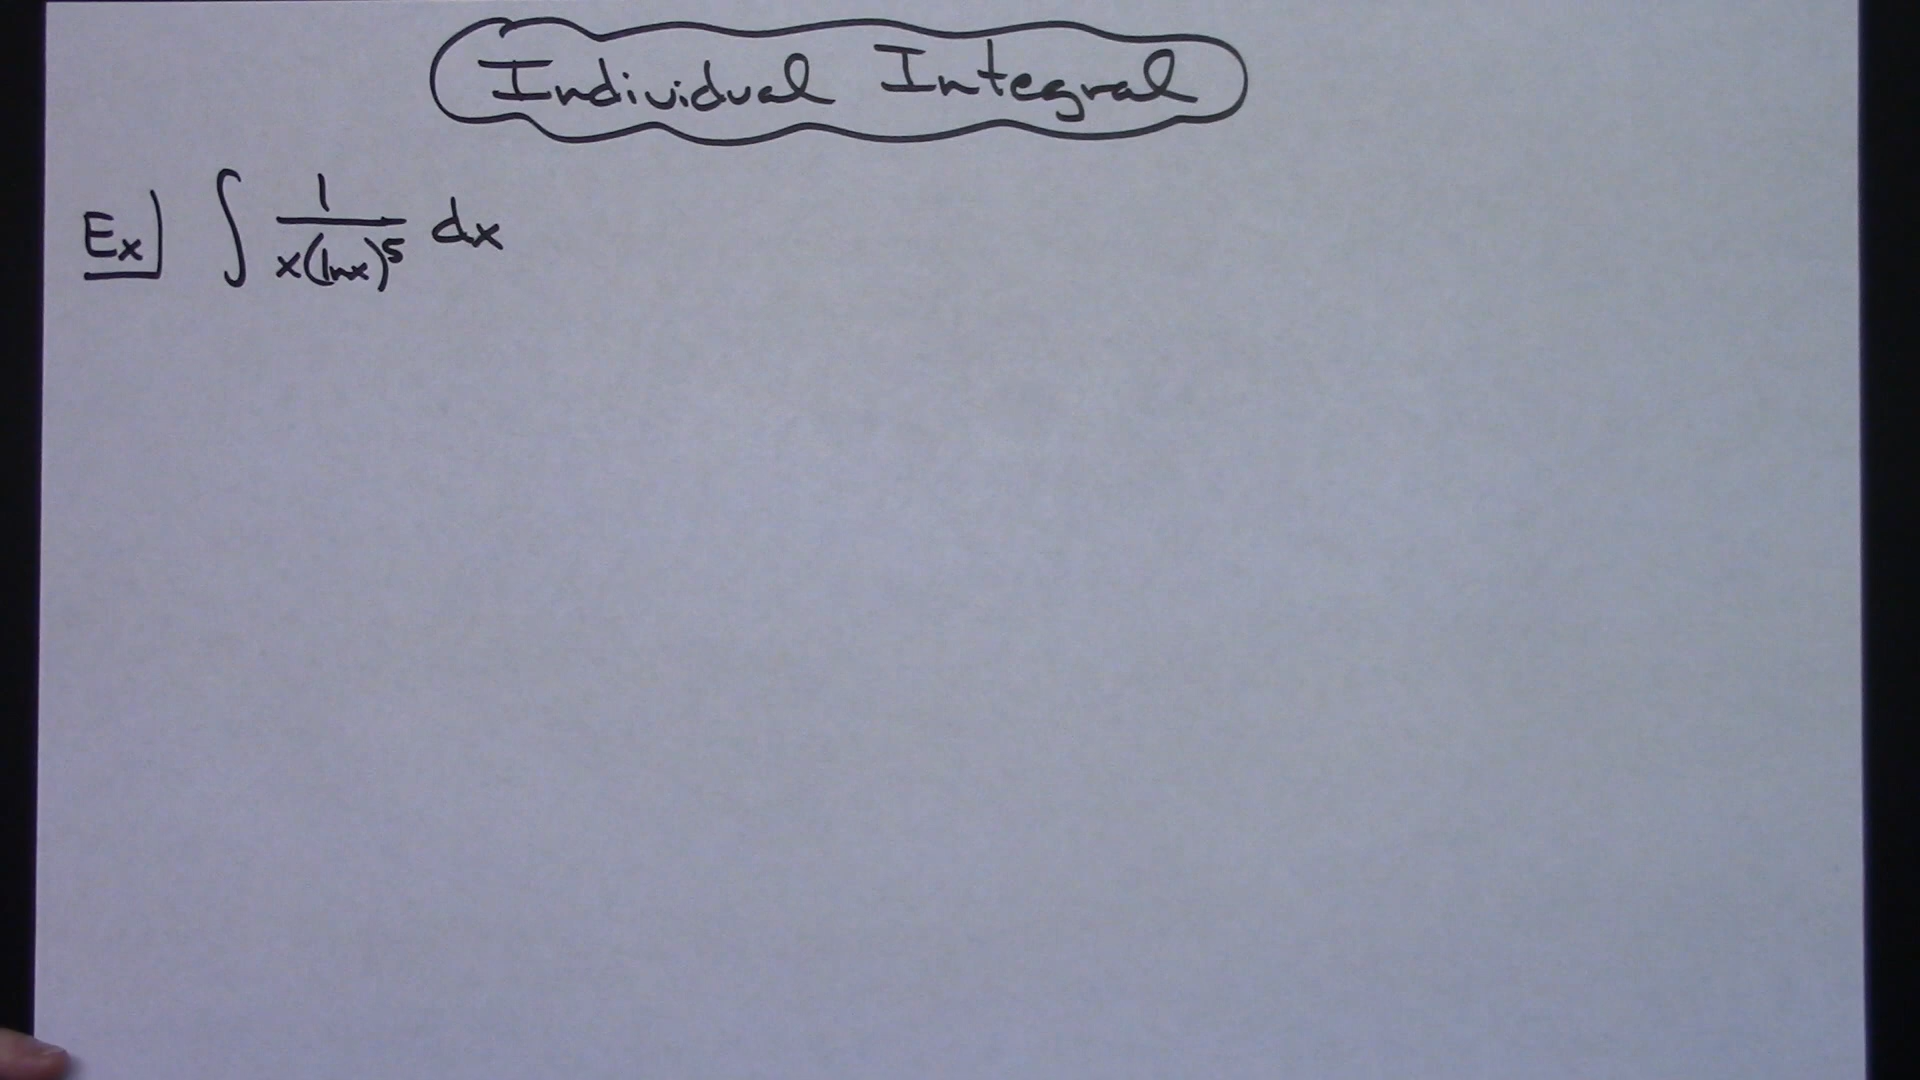 Individual Integral
Ex) ∫ 1/(x(lnx)⁵) dx